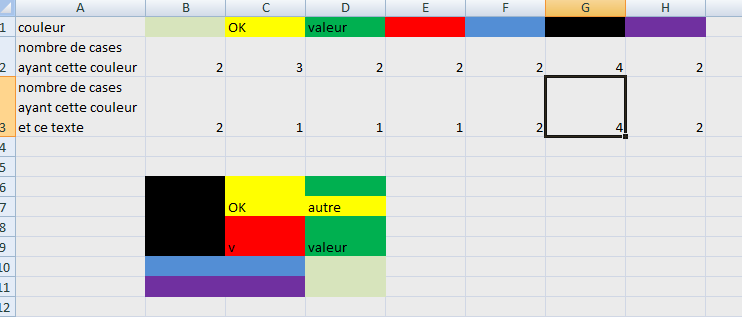 A B C D E F G H
1 couleur OK valeur
nombre de cases
2 ayant cette couleur 2 3 2 2 2 4 2
nombre de cases
ayant cette couleur
3 et ce texte 2 1 1 1 2 4 2
4
5
6
7 OK autre
8
9 v valeur
10
11
12